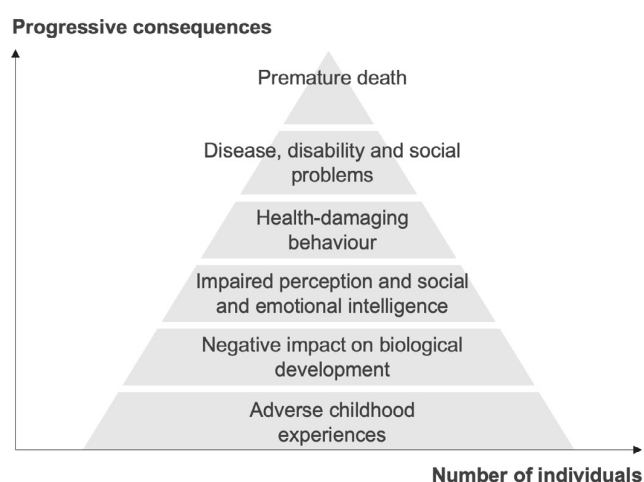 Progressive consequences
Premature death
Disease, disability and social
problems
Health-damaging
behaviour
Impaired perception and social
and emotional intelligence
Negative impact on biological
development
Adverse childhood
experiences
Number of individuals